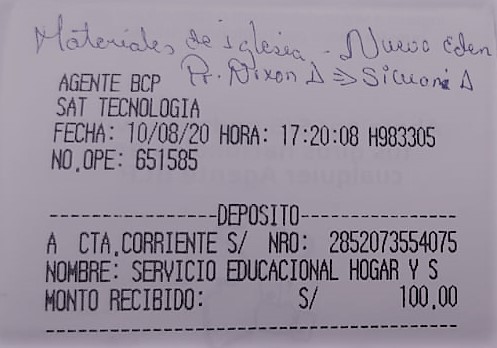 Materiales de iglesia - Nuevo Eden
Pr. Nixon A => Sicuani A
AGENTE BCP
SAT TECNOLOGIA
FECHA: 10/08/20 HORA: 17:20:08 H983305
NO.OPE: 651585
--------------DEPOSITO--------------
A CTA.CORRIENTE S/ NRO: 2852073554075
NOMBRE: SERVICIO EDUCACIONAL HOGAR Y S
MONTO RECIBIDO: S/ 100.00